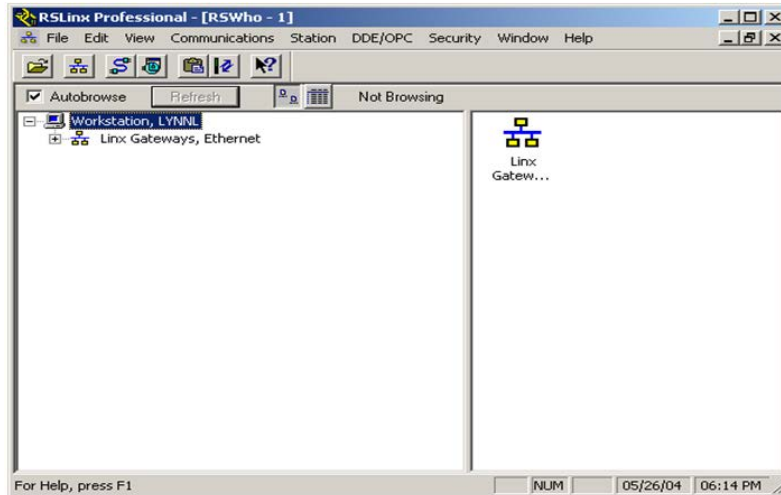 RSLinx Professional - [RSWho - 1]
File Edit View Communications Station DDE/OPC Security Window Help
Autobrowse Refresh Not Browsing
Workstation, LYNNL
Linx Gateways, Ethernet
Linx
Gatew...
For Help, press F1 NUM 05/26/04 06:14 PM